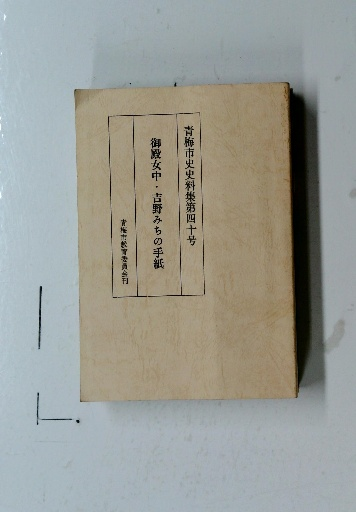 青梅市史史料集第四十号
御殿女中・吉野みちの手紙
青梅市教育委員会刊